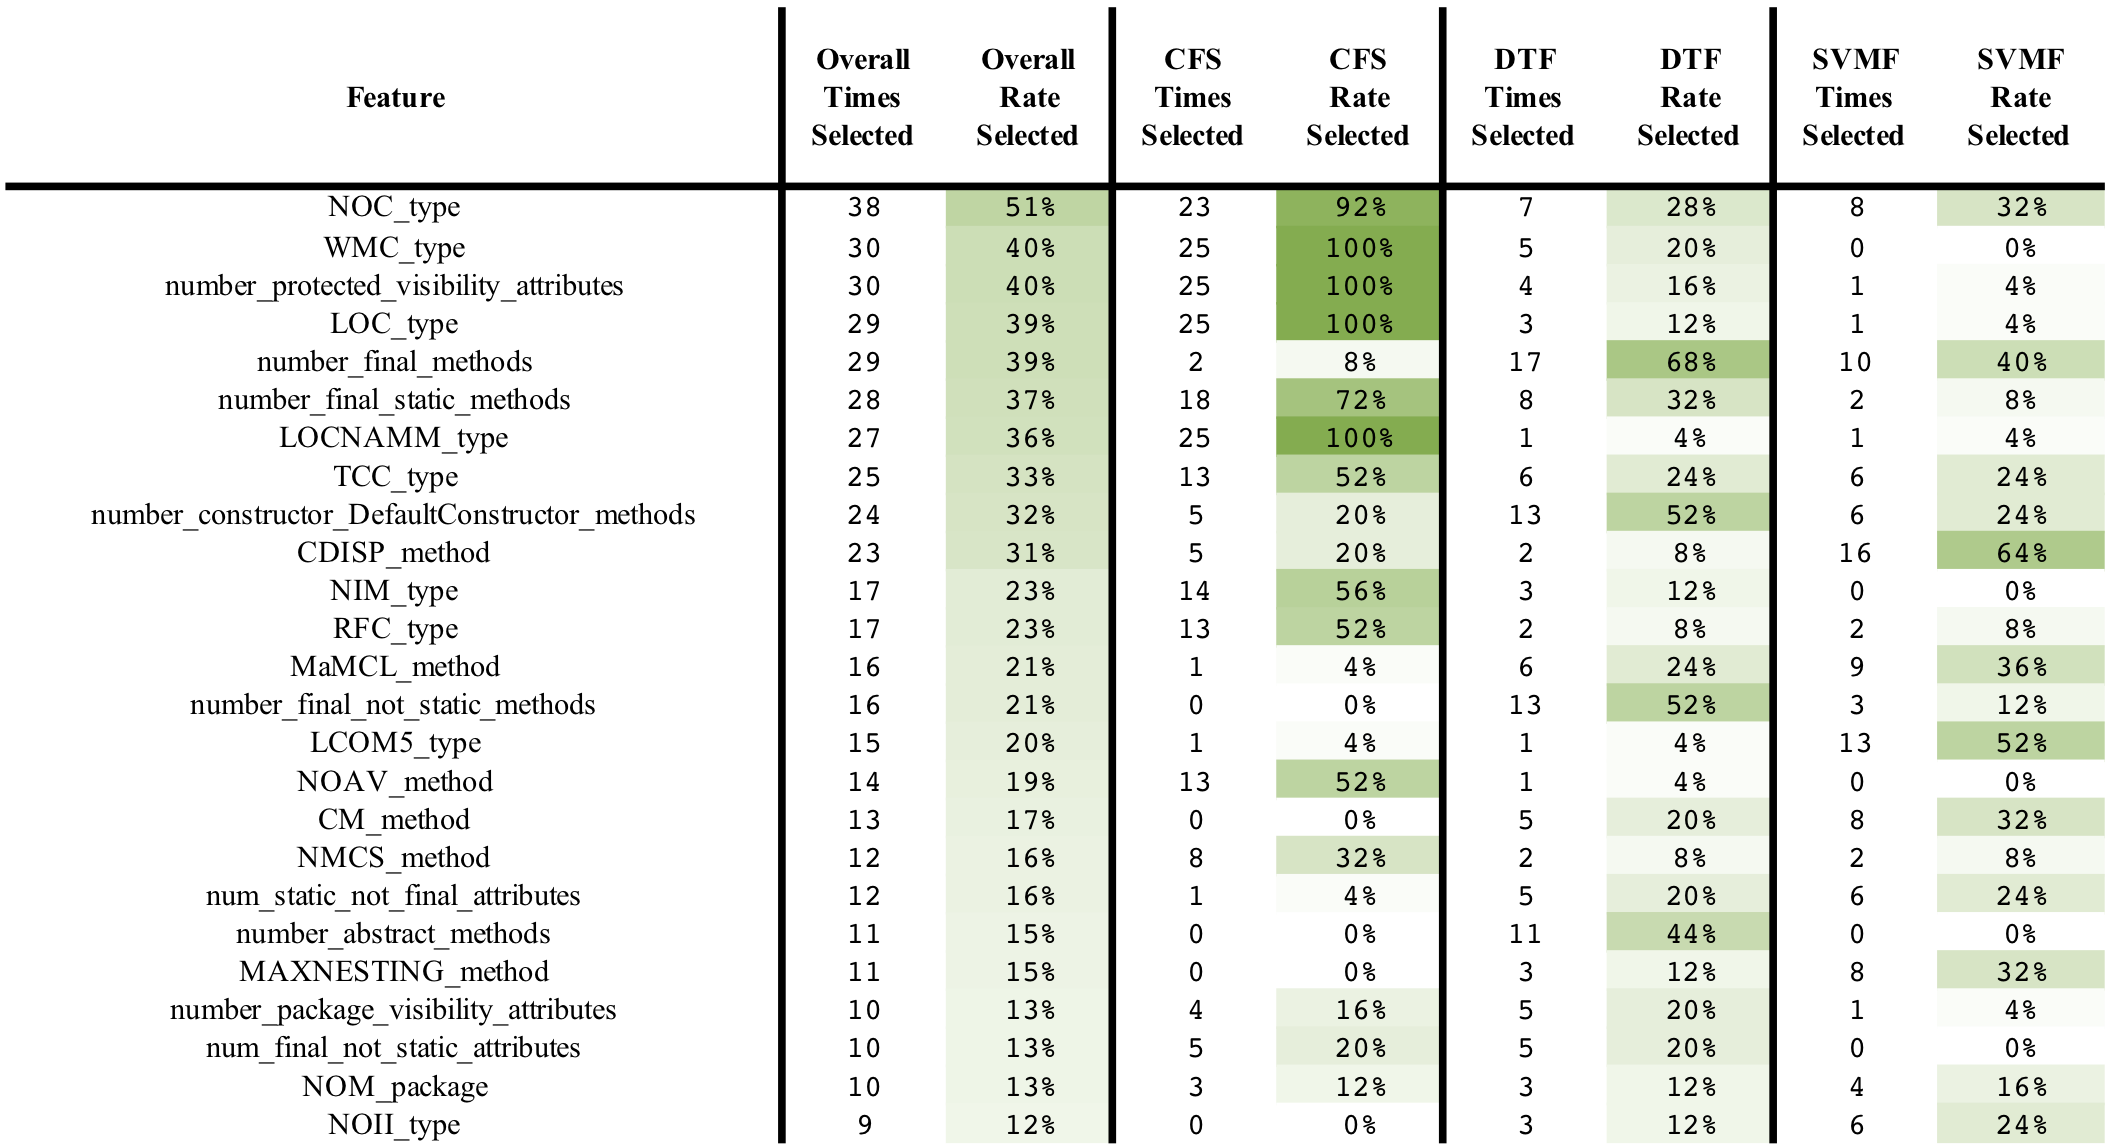 Feature Overall Times Selected Overall Rate Selected CFS Times Selected CFS Rate Selected DTF Times Selected DTF Rate Selected SVMF Times Selected SVMF Rate Selected
NOC_type 38 51% 23 92% 7 28% 8 32%
WMC_type 30 40% 25 100% 5 20% 0 0%
number_protected_visibility_attributes 30 40% 25 100% 4 16% 1 4%
LOC_type 29 39% 25 100% 3 12% 1 4%
number_final_methods 29 39% 2 8% 17 68% 10 40%
number_final_static_methods 28 37% 18 72% 8 32% 2 8%
LOCNAMM_type 27 36% 25 100% 1 4% 1 4%
TCC_type 25 33% 13 52% 6 24% 6 24%
number_constructor_DefaultConstructor_methods 24 32% 5 20% 13 52% 6 24%
CDISP_method 23 31% 5 20% 2 8% 16 64%
NIM_type 17 23% 14 56% 3 12% 0 0%
RFC_type 17 23% 13 52% 2 8% 2 8%
MaMCL_method 16 21% 1 4% 6 24% 9 36%
number_final_not_static_methods 16 21% 0 0% 13 52% 3 12%
LCOM5_type 15 20% 1 4% 1 4% 13 52%
NOAV_method 14 19% 13 52% 1 4% 0 0%
CM_method 13 17% 0 0% 5 20% 8 32%
NMCS_method 12 16% 8 32% 2 8% 2 8%
num_static_not_final_attributes 12 16% 1 4% 5 20% 6 24%
number_abstract_methods 11 15% 0 0% 11 44% 0 0%
MAXNESTING_method 11 15% 0 0% 3 12% 8 32%
number_package_visibility_attributes 10 13% 4 16% 5 20% 1 4%
num_final_not_static_attributes 10 13% 5 20% 5 20% 0 0%
NOM_package 10 13% 3 12% 3 12% 4 16%
NOII_type 9 12% 0 0% 3 12% 6 24%